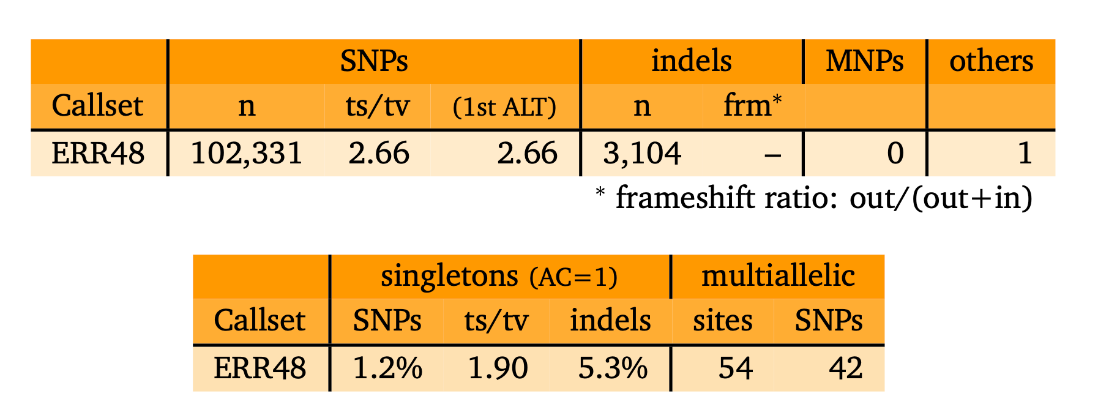 SNPs indels MNPs others
Callset n ts/tv (1st ALT) n frm*
ERR48 102,331 2.66 2.66 3,104 – 0 1
* frameshift ratio: out/(out+in)
singletons (AC=1) multiallelic
Callset SNPs ts/tv indels sites SNPs
ERR48 1.2% 1.90 5.3% 54 42